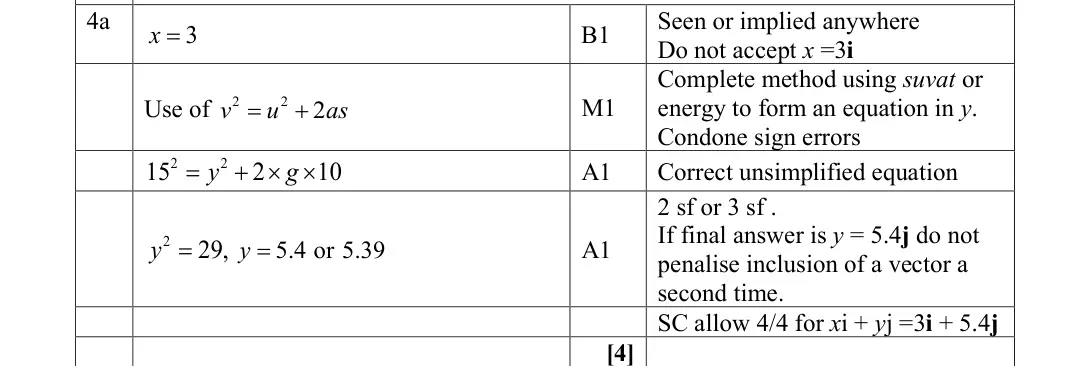 4a
x = 3
B1
Seen or implied anywhere
Do not accept x =3i
Use of v² = u² + 2as
M1
Complete method using suvat or
energy to form an equation in y.
Condone sign errors
15² = y² + 2× g ×10
A1
Correct unsimplified equation
y² = 29, y = 5.4 or 5.39
A1
2 sf or 3 sf .
If final answer is y = 5.4j do not
penalise inclusion of a vector a
second time.
SC allow 4/4 for xi + yj =3i + 5.4j
[4]